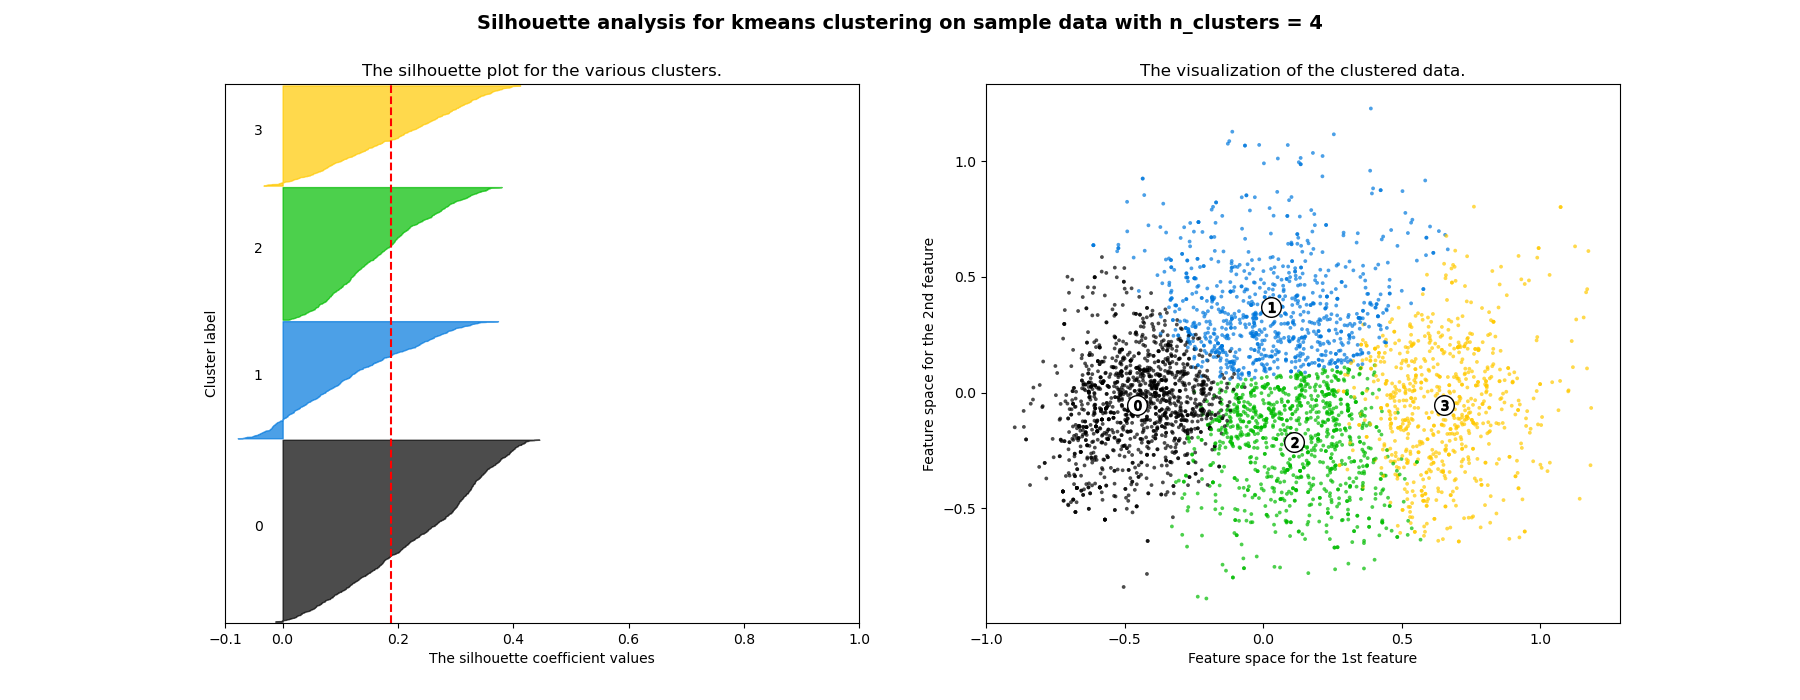 Silhouette analysis for kmeans clustering on sample data with n_clusters = 4
The silhouette plot for the various clusters.
3
2
1
0
Cluster label
−0.1 0.0 0.2 0.4 0.6 0.8 1.0
The silhouette coefficient values
The visualization of the clustered data.
1.0
0.5
0.0
−0.5
Feature space for the 2nd feature
1
0
3
2
−1.0 −0.5 0.0 0.5 1.0
Feature space for the 1st feature